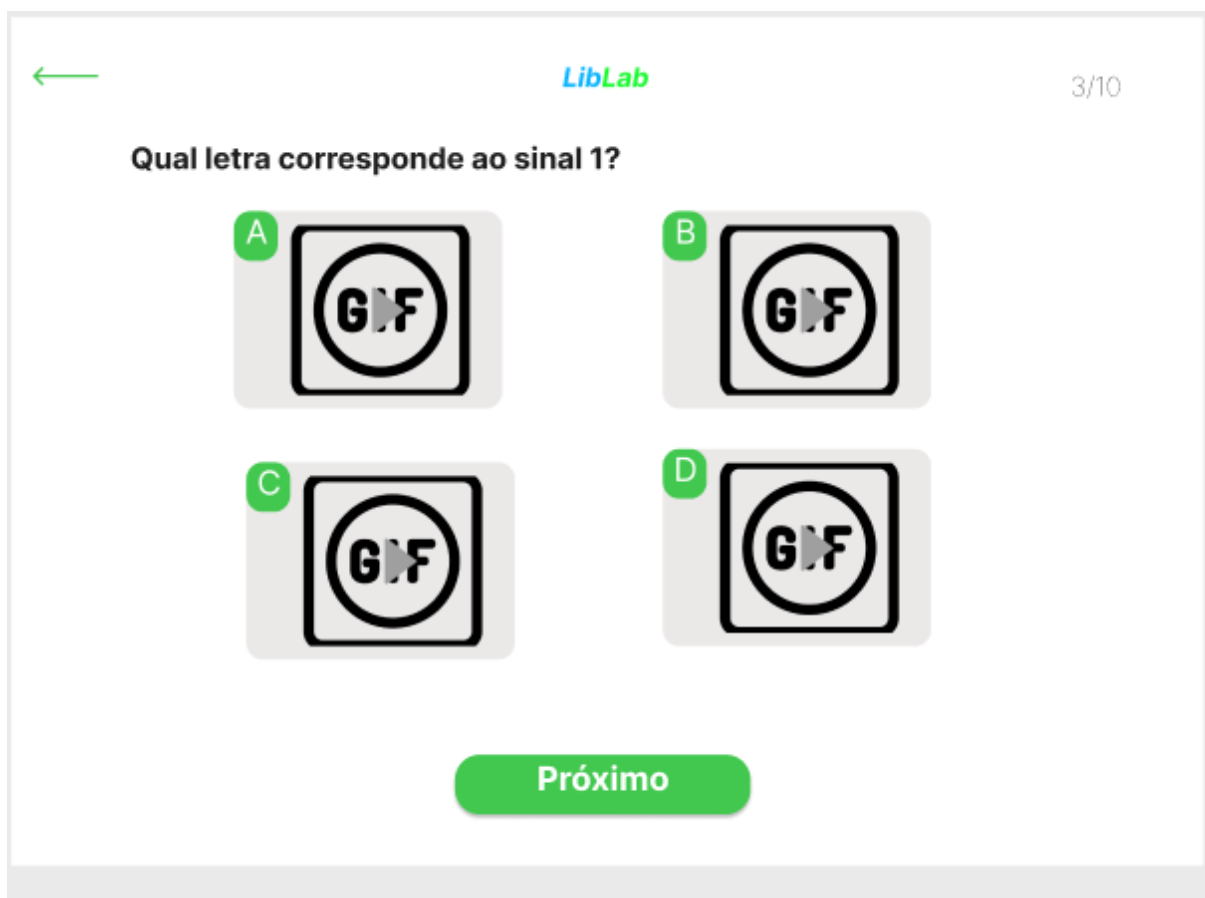 LibLab
3/10
Qual letra corresponde ao sinal 1?
A
GIF
B
GIF
C
GIF
D
GIF
Próximo